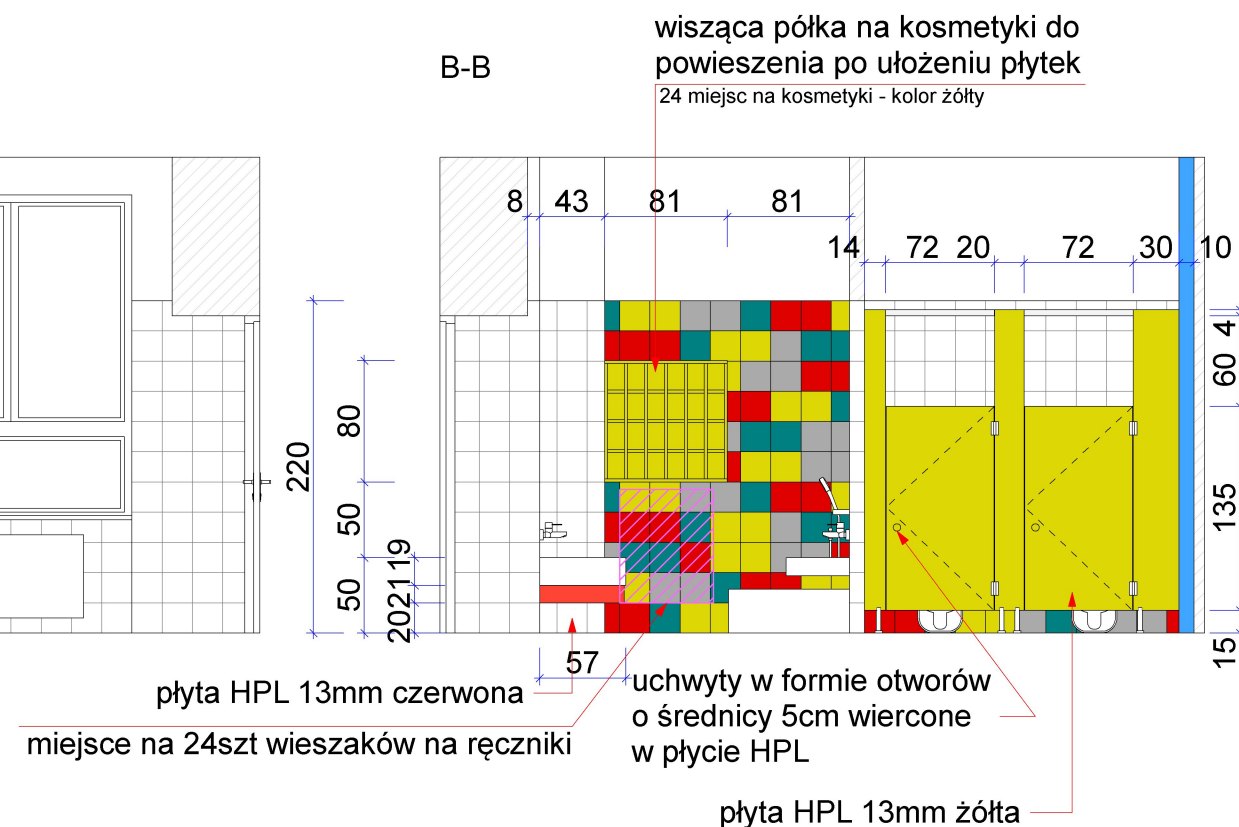 wisząca półka na kosmetyki do
powieszenia po ułożeniu płytek
24 miejsc na kosmetyki - kolor żółty
B-B
8 43 81 81
14 72 20 72 30 10
4
60
135
15
220
80
50
50
19
21
20
57
płyta HPL 13mm czerwona
miejsce na 24szt wieszaków na ręczniki
uchwyty w formie otworów
o średnicy 5cm wiercone
w płycie HPL
płyta HPL 13mm żółta